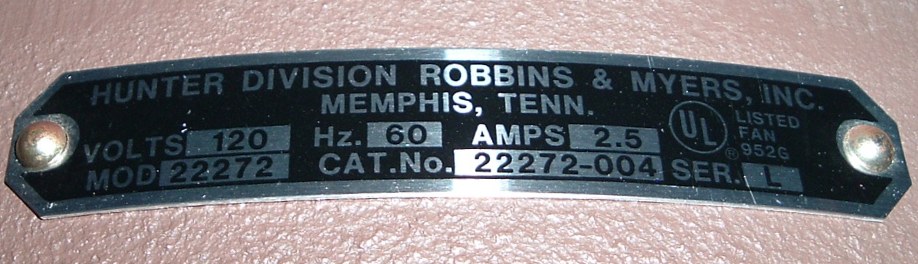 HUNTER DIVISION ROBBINS & MYERS, INC.
MEMPHIS, TENN.
VOLTS 120 Hz. 60 AMPS 2.5
MOD 22272 CAT.No. 22272-004 SER. L
UL ®
LISTED
FAN
952G